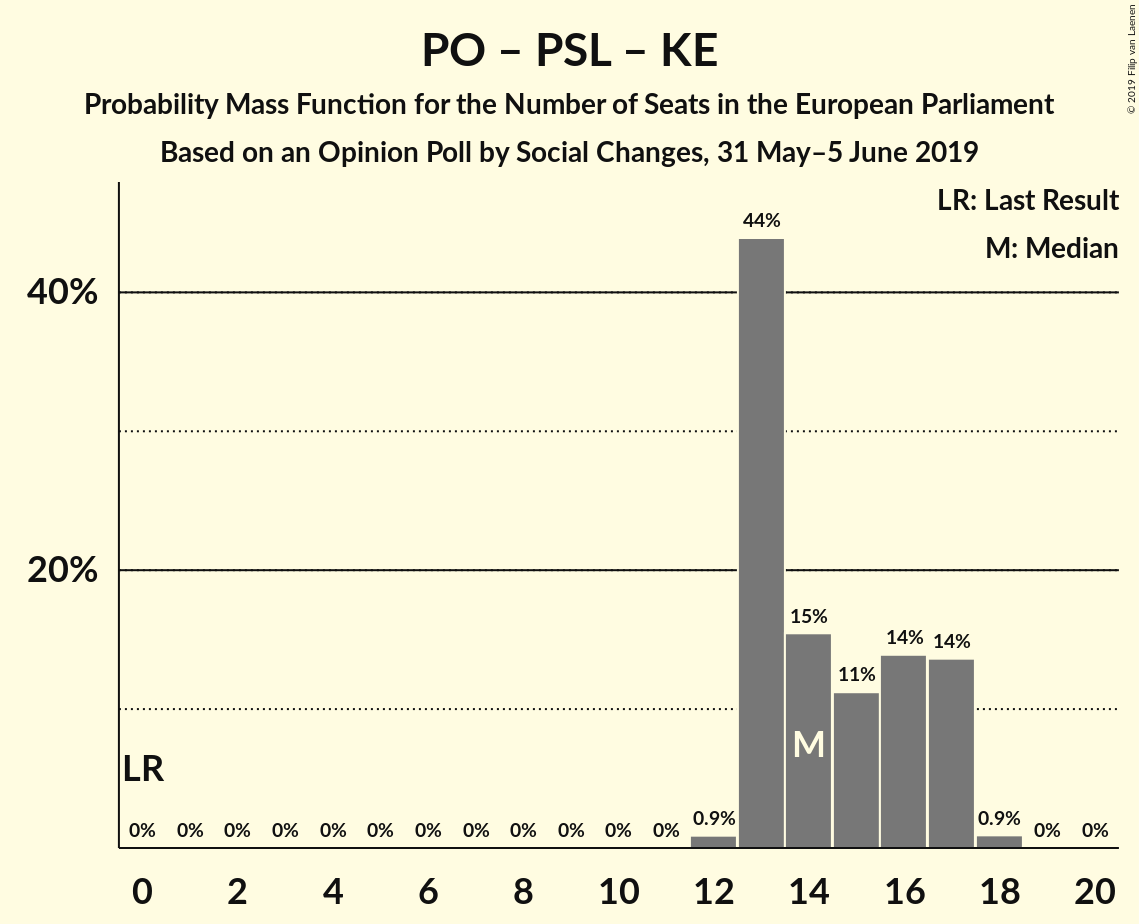 PO – PSL – KE
Probability Mass Function for the Number of Seats in the European Parliament
Based on an Opinion Poll by Social Changes, 31 May–5 June 2019
© 2019 Filip van Laenen
LR: Last Result
M: Median
44%
40%
20%
15%
14% 14%
11%
M
LR
0% 0% 0% 0% 0% 0% 0% 0% 0% 0% 0% 0% 0.9% 0.9% 0% 0%
0 2 4 6 8 10 12 14 16 18 20